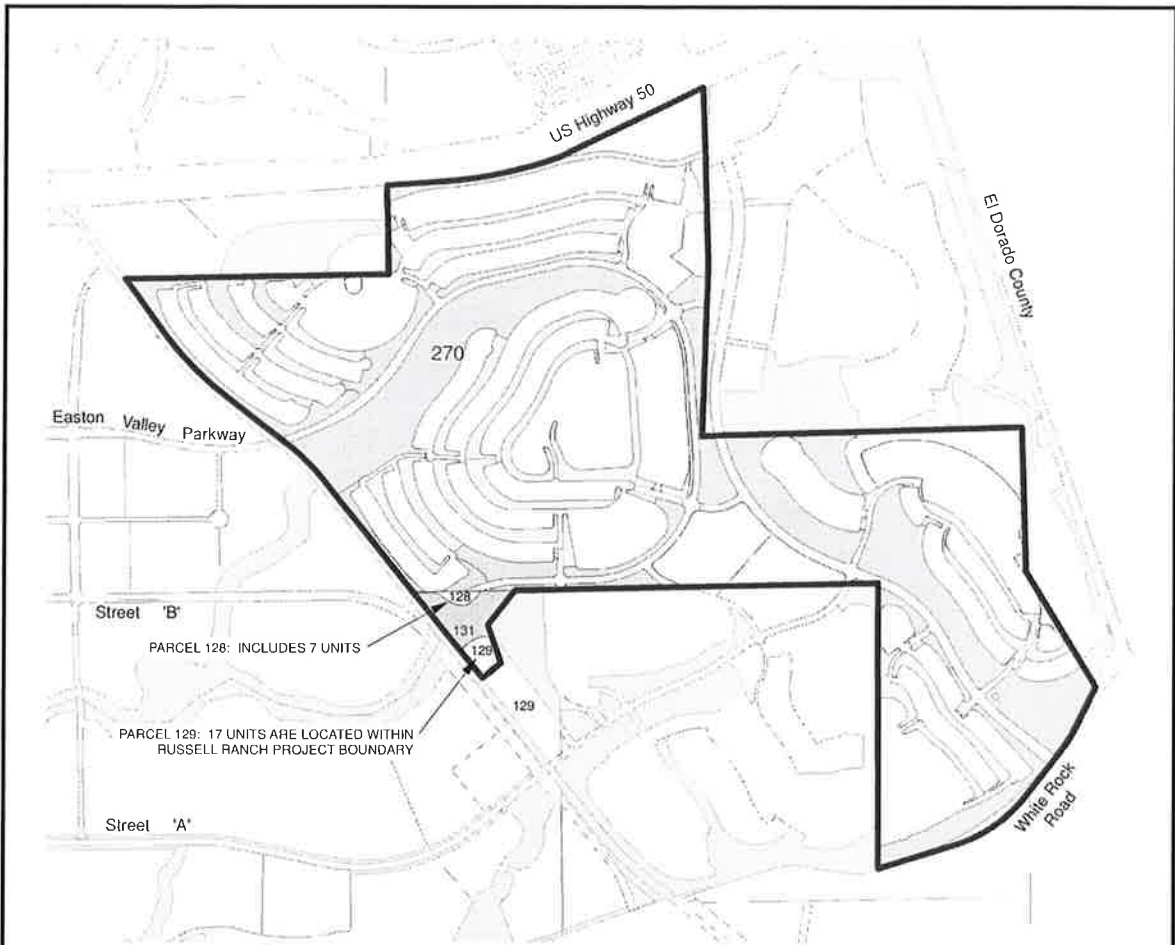 US Highway 50
El Dorado County
270
Easton Valley Parkway
128
Street 'B'
PARCEL 128: INCLUDES 7 UNITS
131
129
129
PARCEL 129: 17 UNITS ARE LOCATED WITHIN
RUSSELL RANCH PROJECT BOUNDARY
Street 'A'
White Rock
Road